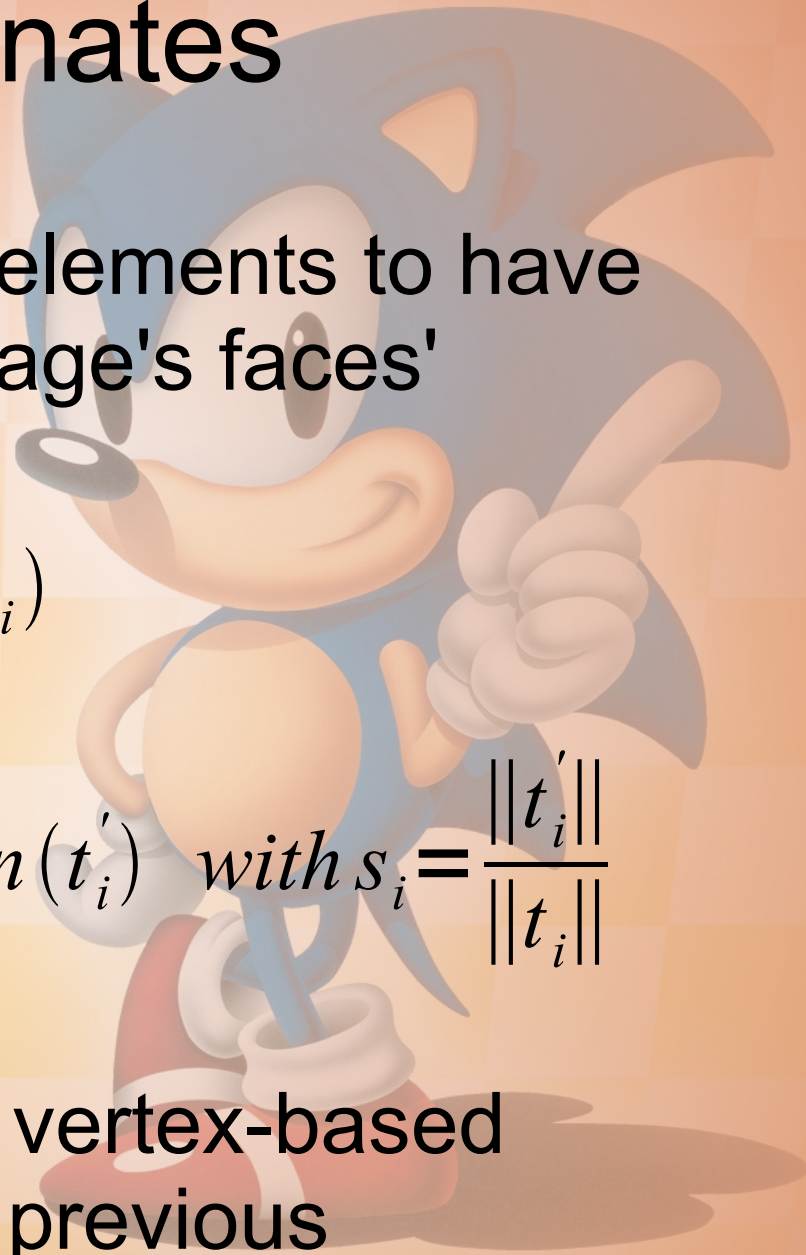 nates
elements to have
age's faces'
i)
n(t'i) with si = ||t'i|| / ||ti||
vertex-based
previous